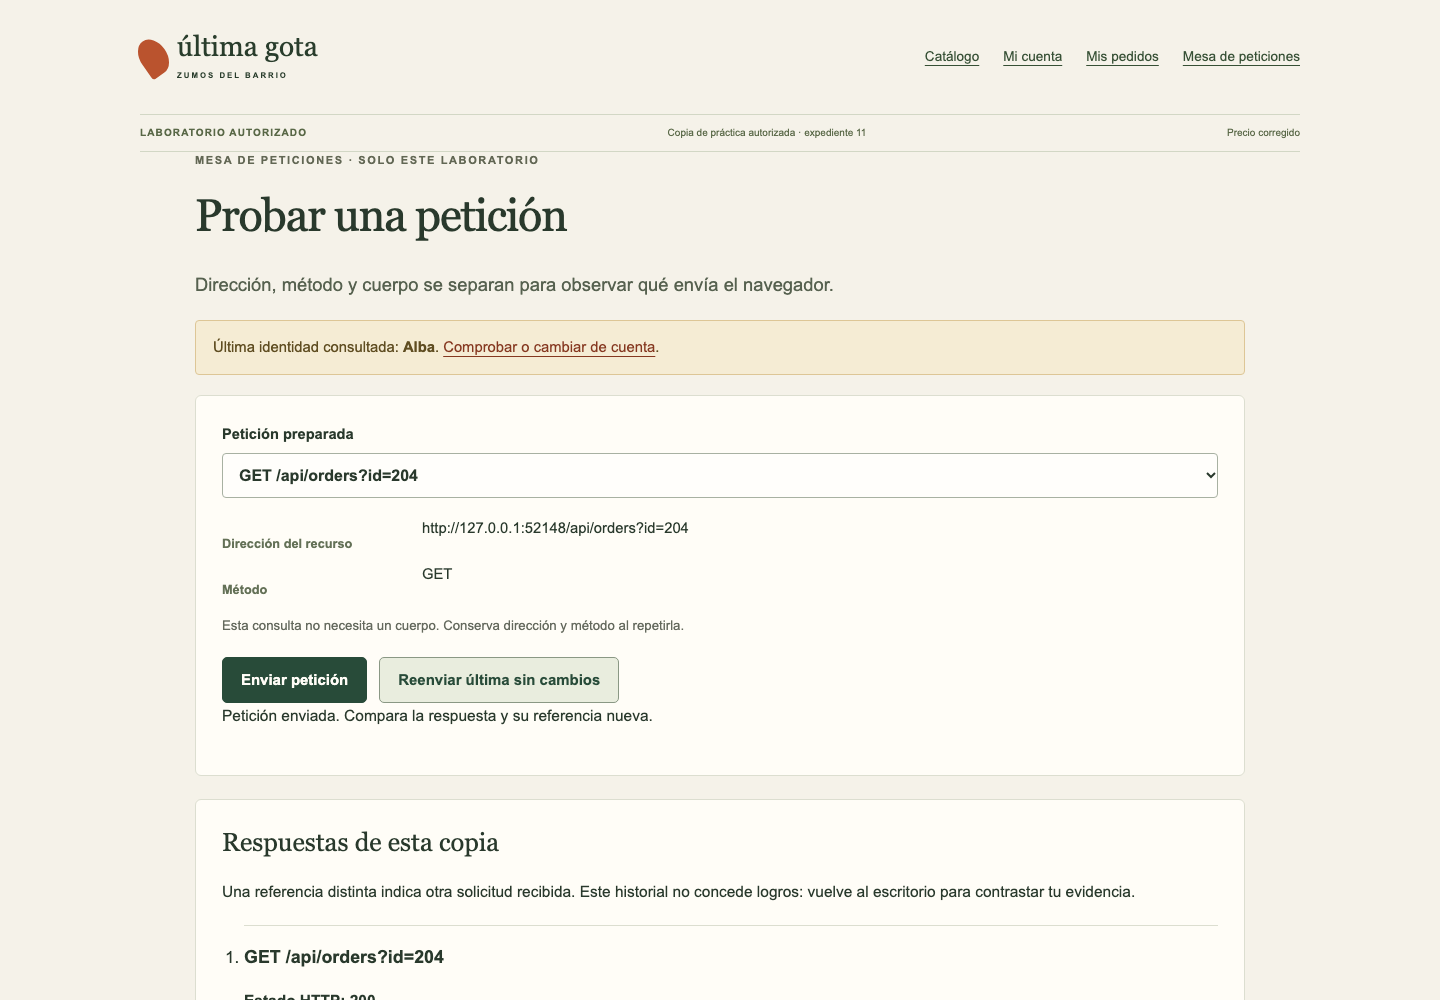 última gota
ZUMOS DEL BARRIO
Catálogo
Mi cuenta
Mis pedidos
Mesa de peticiones
LABORATORIO AUTORIZADO
Copia de práctica autorizada · expediente 11
Precio corregido
MESA DE PETICIONES · SOLO ESTE LABORATORIO
Probar una petición
Dirección, método y cuerpo se separan para observar qué envía el navegador.
Última identidad consultada: Alba. Comprobar o cambiar de cuenta.
Petición preparada
GET /api/orders?id=204
Dirección del recurso
http://127.0.0.1:52148/api/orders?id=204
Método
GET
Esta consulta no necesita un cuerpo. Conserva dirección y método al repetirla.
Enviar petición
Reenviar última sin cambios
Petición enviada. Compara la respuesta y su referencia nueva.
Respuestas de esta copia
Una referencia distinta indica otra solicitud recibida. Este historial no concede logros: vuelve al escritorio para contrastar tu evidencia.
1. GET /api/orders?id=204
Estado HTTP: 200